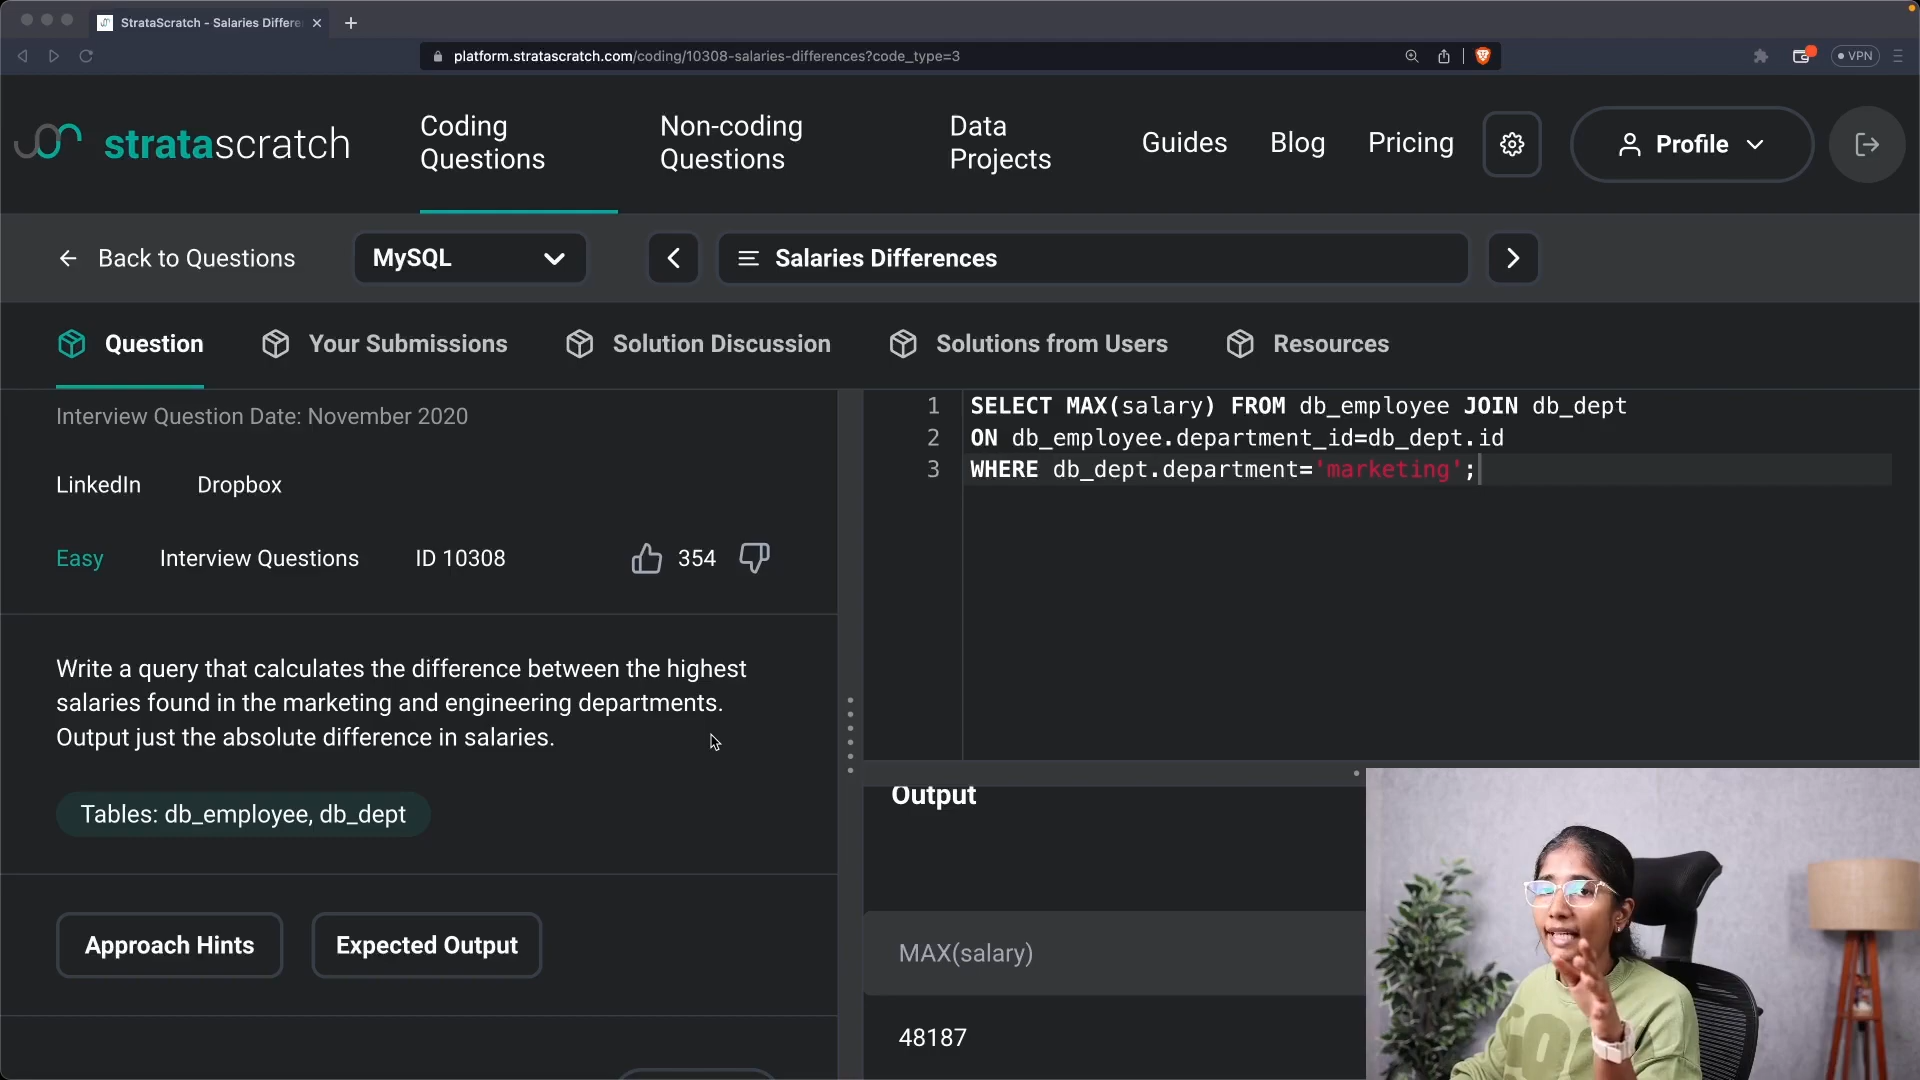 StrataScratch - Salaries Differe
platform.stratascratch.com/coding/10308-salaries-differences?code_type=3
VPN
stratascratch
Coding Questions
Non-coding Questions
Data Projects
Guides
Blog
Pricing
Profile
Back to Questions
MySQL
Salaries Differences
Question
Your Submissions
Solution Discussion
Solutions from Users
Resources
Interview Question Date: November 2020
LinkedIn
Dropbox
Easy
Interview Questions
ID 10308
354
Write a query that calculates the difference between the highest
salaries found in the marketing and engineering departments.
Output just the absolute difference in salaries.
Tables: db_employee, db_dept
Approach Hints
Expected Output
1 SELECT MAX(salary) FROM db_employee JOIN db_dept
2 ON db_employee.department_id=db_dept.id
3 WHERE db_dept.department='marketing';
Output
MAX(salary)
48187